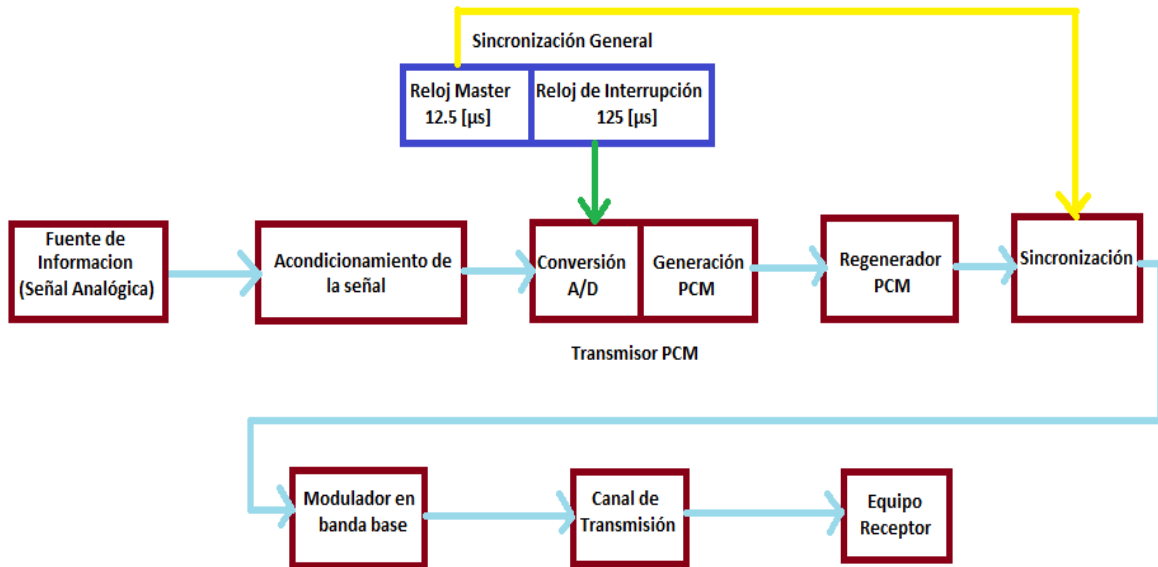 Sincronización General
Reloj Master
12.5 [µs]
Reloj de Interrupción
125 [µs]
Fuente de
Informacion
(Señal Analógica)
Acondicionamiento de
la señal
Conversión
A/D
Generación
PCM
Regenerador
PCM
Sincronización
Transmisor PCM
Modulador en
banda base
Canal de
Transmisión
Equipo
Receptor